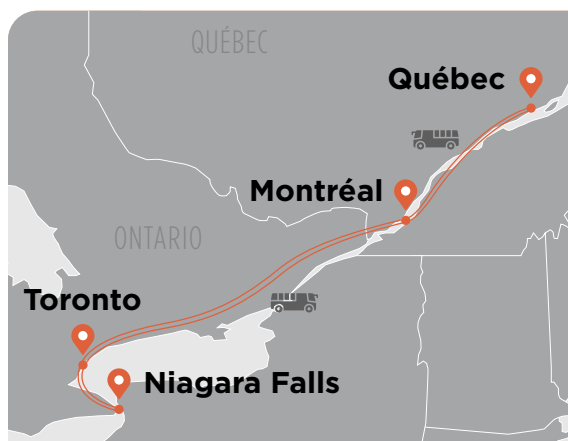 QUÉBEC
Québec
Montréal
ONTARIO
Toronto
Niagara Falls